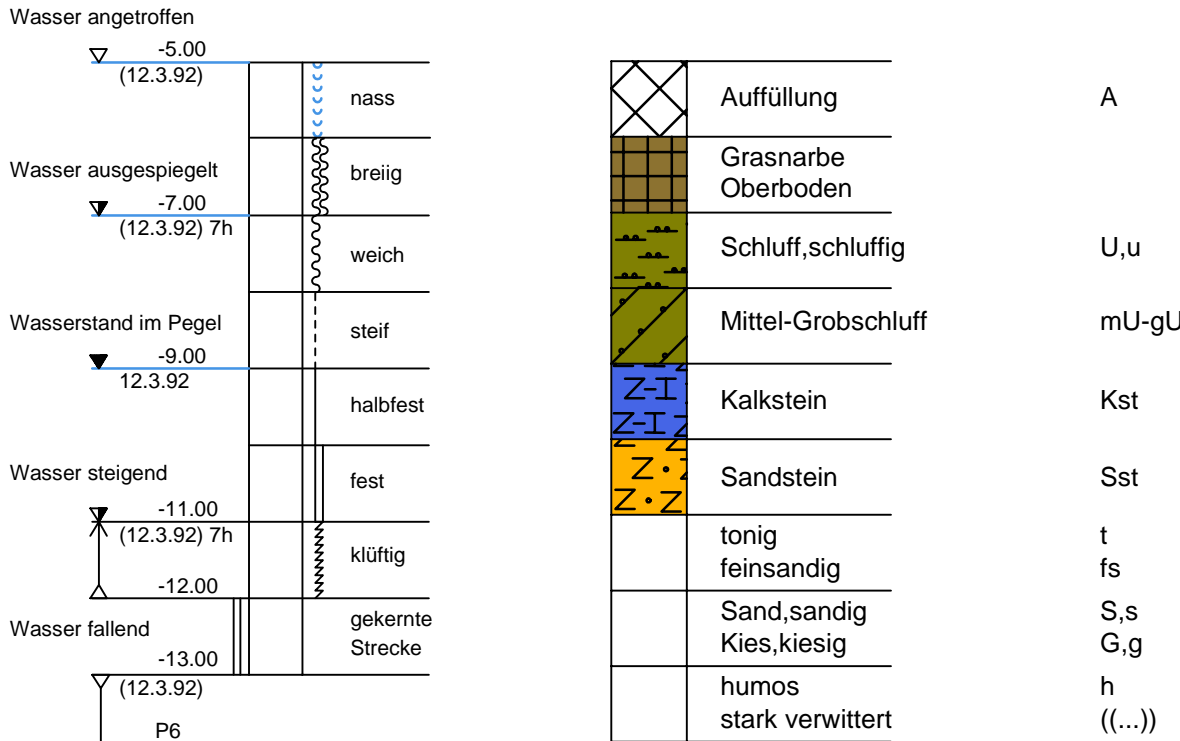 Wasser angetroffen
-5.00
(12.3.92)
nass
Wasser ausgespiegelt
breiig
-7.00
(12.3.92) 7h
weich
Wasserstand im Pegel
steif
-9.00
12.3.92
halbfest
Wasser steigend
fest
-11.00
(12.3.92) 7h
klüftig
-12.00
Wasser fallend
gekernte
Strecke
-13.00
(12.3.92)
P6
Auffüllung A
Grasnarbe
Oberboden
Schluff,schluffig U,u
Mittel-Grobschluff mU-gU
Kalkstein Kst
Sandstein Sst
tonig t
feinsandig fs
Sand,sandig S,s
Kies,kiesig G,g
humos h
stark verwittert ((...))